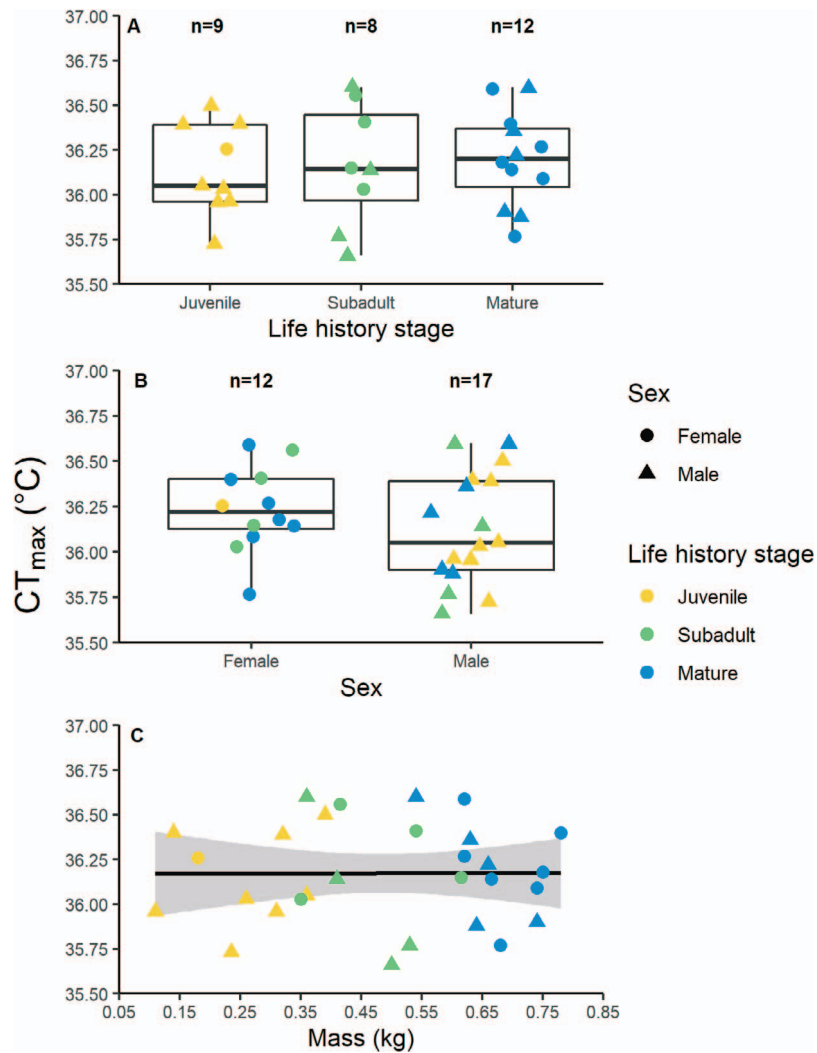 A
n=9
n=8
n=12
37.00
36.75
36.50
36.25
36.00
35.75
35.50
Juvenile
Subadult
Mature
Life history stage
B
n=12
n=17
37.00
36.75
36.50
36.25
36.00
35.75
35.50
Female
Male
Sex
CTmax (°C)
Sex
Female
Male
Life history stage
Juvenile
Subadult
Mature
C
37.00
36.75
36.50
36.25
36.00
35.75
35.50
0.05 0.15 0.25 0.35 0.45 0.55 0.65 0.75 0.85
Mass (kg)